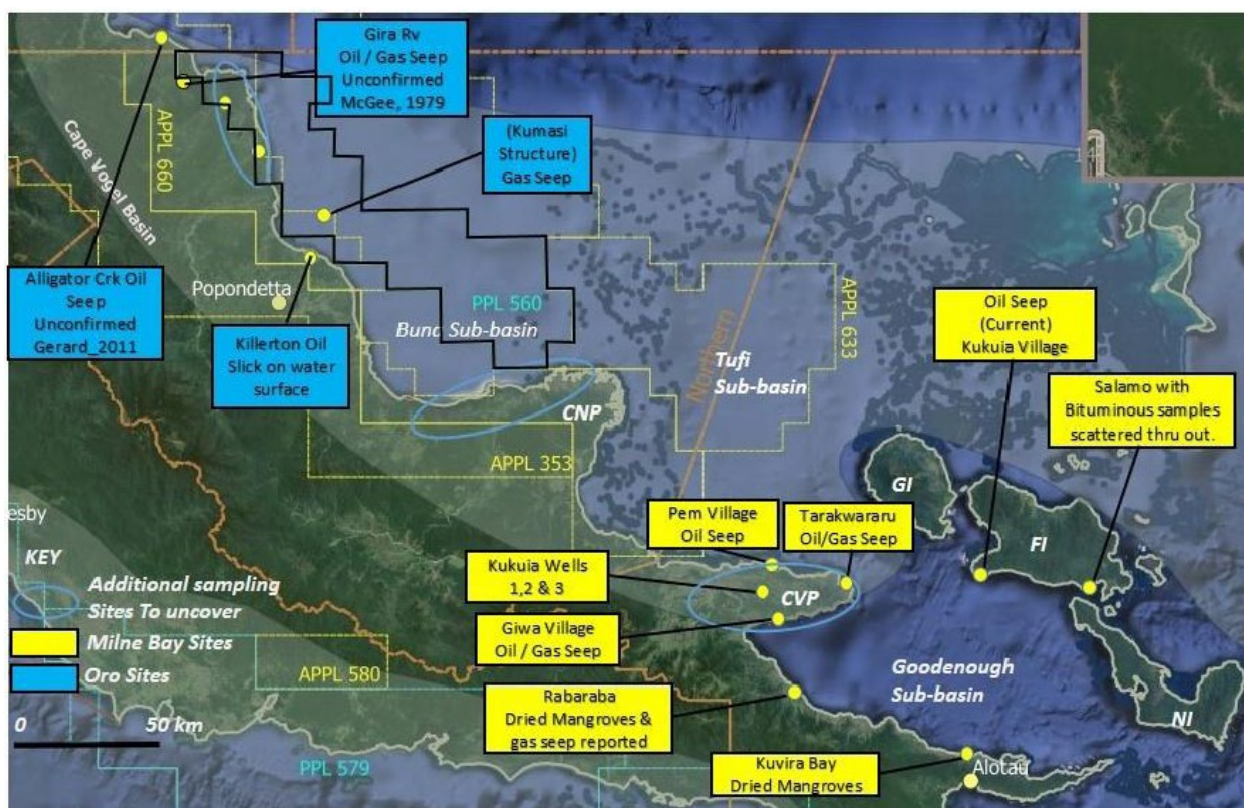 Gira Rv
Oil / Gas Seep
Unconfirmed
McGee, 1979
(Kumasi
Structure)
Gas Seep
Cape Vogel Basin
APPL 660
Alligator Crk Oil
Seep
Unconfirmed
Gerard_2011
Popondetta
Killerton Oil
Slick on water
surface
PPL 560
Buna Sub-basin
Northern
Tufi
Sub-basin
APPL 633
Oil Seep
(Current)
Kukuia Village
Salamo with
Bituminous samples
scattered thru out.
CNP
APPL 353
GI
FI
NI
Pem Village
Oil Seep
Tarakwararu
Oil/Gas Seep
Kukuia Wells
1,2 & 3
CVP
Giwa Village
Oil / Gas Seep
Goodenough
Sub-basin
Rabaraba
Dried Mangroves &
gas seep reported
Kuvira Bay
Dried Mangroves
Alotau
esby
KEY
Additional sampling
Sites To uncover
Milne Bay Sites
Oro Sites
0 50 km
APPL 580
PPL 579